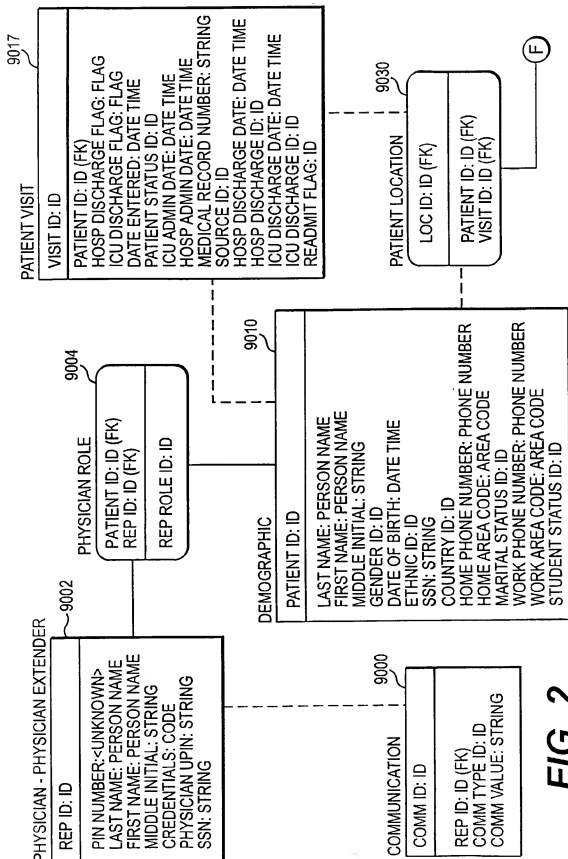 PATIENT VISIT
9017
VISIT ID: ID
PATIENT ID: ID (FK)
HOSP DISCHARGE FLAG: FLAG
ICU DISCHARGE FLAG: FLAG
DATE ENTERED: DATE TIME
PATIENT STATUS ID: ID
ICU ADMIN DATE: DATE TIME
HOSP ADMIN DATE: DATE TIME
MEDICAL RECORD NUMBER: STRING
SOURCE ID: ID
HOSP DISCHARGE DATE: DATE TIME
HOSP DISCHARGE ID: ID
ICU DISCHARGE DATE: DATE TIME
ICU DISCHARGE ID: ID
READMIT FLAG: ID
PATIENT LOCATION
9030
LOC ID: ID (FK)
PATIENT ID: ID (FK)
VISIT ID: ID (FK)
F
PHYSICIAN ROLE
9004
PATIENT ID: ID (FK)
REP ID: ID (FK)
REP ROLE ID: ID
DEMOGRAPHIC
9010
PATIENT ID: ID
LAST NAME: PERSON NAME
FIRST NAME: PERSON NAME
MIDDLE INITIAL: STRING
GENDER ID: ID
DATE OF BIRTH: DATE TIME
ETHNIC ID: ID
SSN: STRING
COUNTRY ID: ID
HOME PHONE NUMBER: PHONE NUMBER
HOME AREA CODE: AREA CODE
MARITAL STATUS ID: ID
WORK PHONE NUMBER: PHONE NUMBER
WORK AREA CODE: AREA CODE
STUDENT STATUS ID: ID
PHYSICIAN - PHYSICIAN EXTENDER
9002
REP ID: ID
PIN NUMBER:<UNKNOWN>
LAST NAME: PERSON NAME
FIRST NAME: PERSON NAME
MIDDLE INITIAL: STRING
CREDENTIALS: CODE
PHYSICIAN UPIN: STRING
SSN: STRING
COMMUNICATION
9000
COMM ID: ID
REP ID: ID (FK)
COMM TYPE ID: ID
COMM VALUE: STRING
FIG. 2